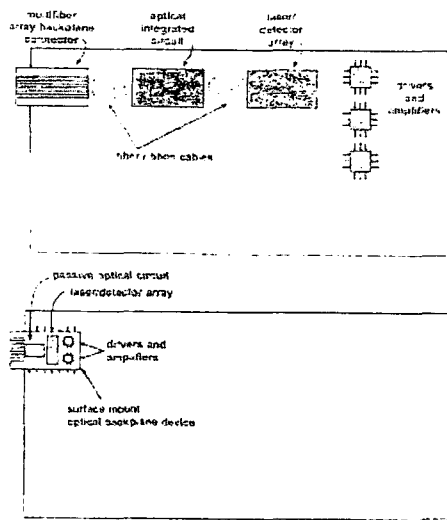 multifiber
array backplane
connector
optical
integrated
circuit
laser/
detector
array
drivers
and
amplifiers
fiber ribbon cables
passive optical circuit
laser/detector array
drivers and
amplifiers
surface mount
optical backplane device